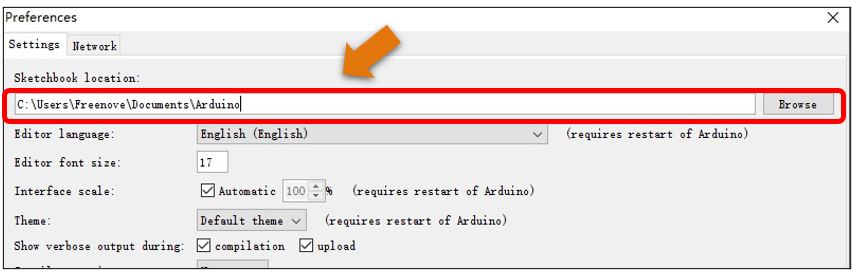 Preferences
Settings Network
Sketchbook location:
C:\Users\Freenove\Documents\Arduino Browse
Editor language: English (English) (requires restart of Arduino)
Editor font size: 17
Interface scale: Automatic 100 % (requires restart of Arduino)
Theme: Default theme (requires restart of Arduino)
Show verbose output during: compilation upload